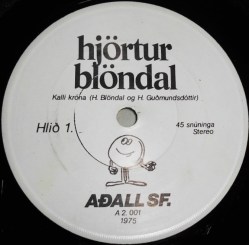 hjörtur
blöndal
Kalli króna (H. Blöndal og H. Guðmundsdóttir)
Hlið 1.
45 snúninga
Stereo
AÐALL SF.
A 2. 001
1975